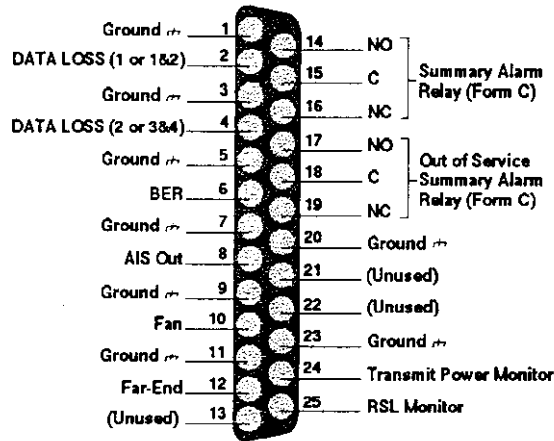 Ground 1
DATA LOSS (1 or 1&2) 2
Ground 3
DATA LOSS (2 or 3&4) 4
Ground 5
BER 6
Ground 7
AIS Out 8
Ground 9
Fan 10
Ground 11
Far-End 12
(Unused) 13
14 NO
15 C
16 NC
Summary Alarm
Relay (Form C)
17 NO
18 C
19 NC
Out of Service
Summary Alarm
Relay (Form C)
20 Ground
21 (Unused)
22 (Unused)
23 Ground
24 Transmit Power Monitor
25 RSL Monitor